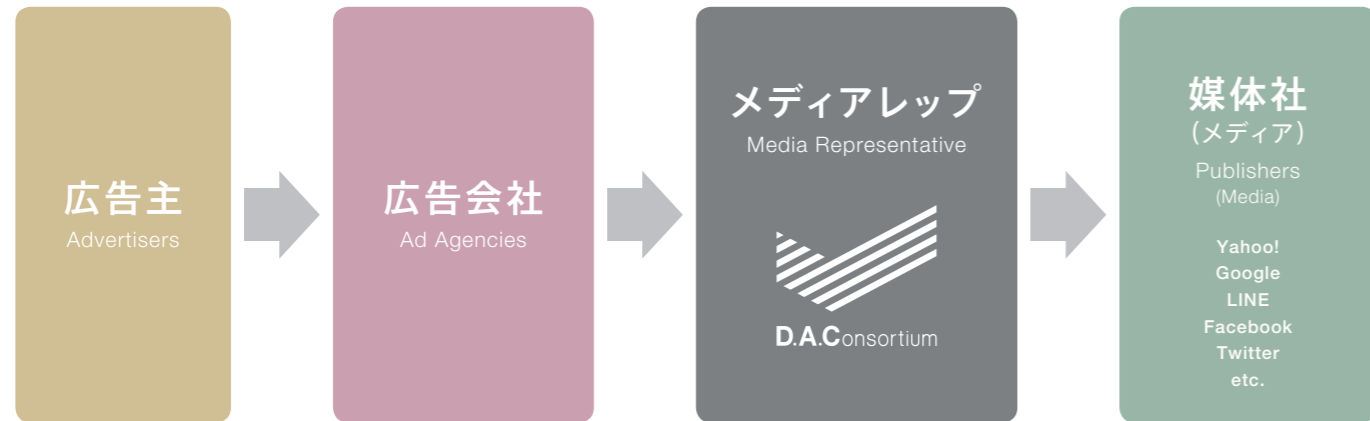 広告主
Advertisers
広告会社
Ad Agencies
メディアレップ
Media Representative
D.A.Consortium
媒体社
(メディア)
Publishers
(Media)
Yahoo!
Google
LINE
Facebook
Twitter
etc.